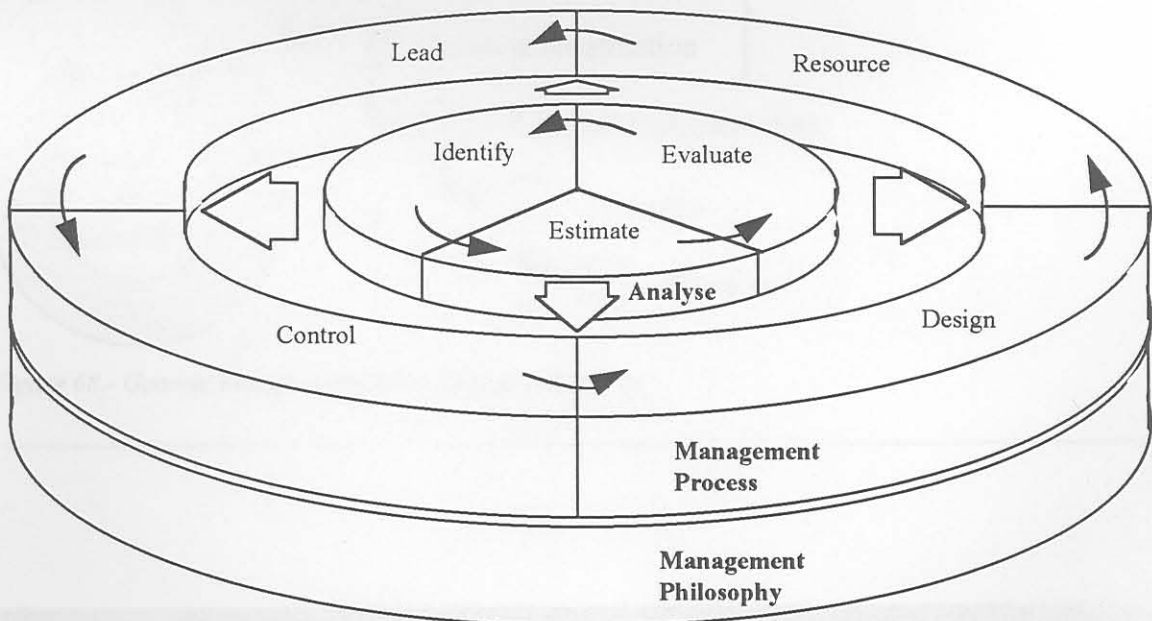 Lead
Resource
Identify
Evaluate
Estimate
Analyse
Control
Design
Management
Process
Management
Philosophy